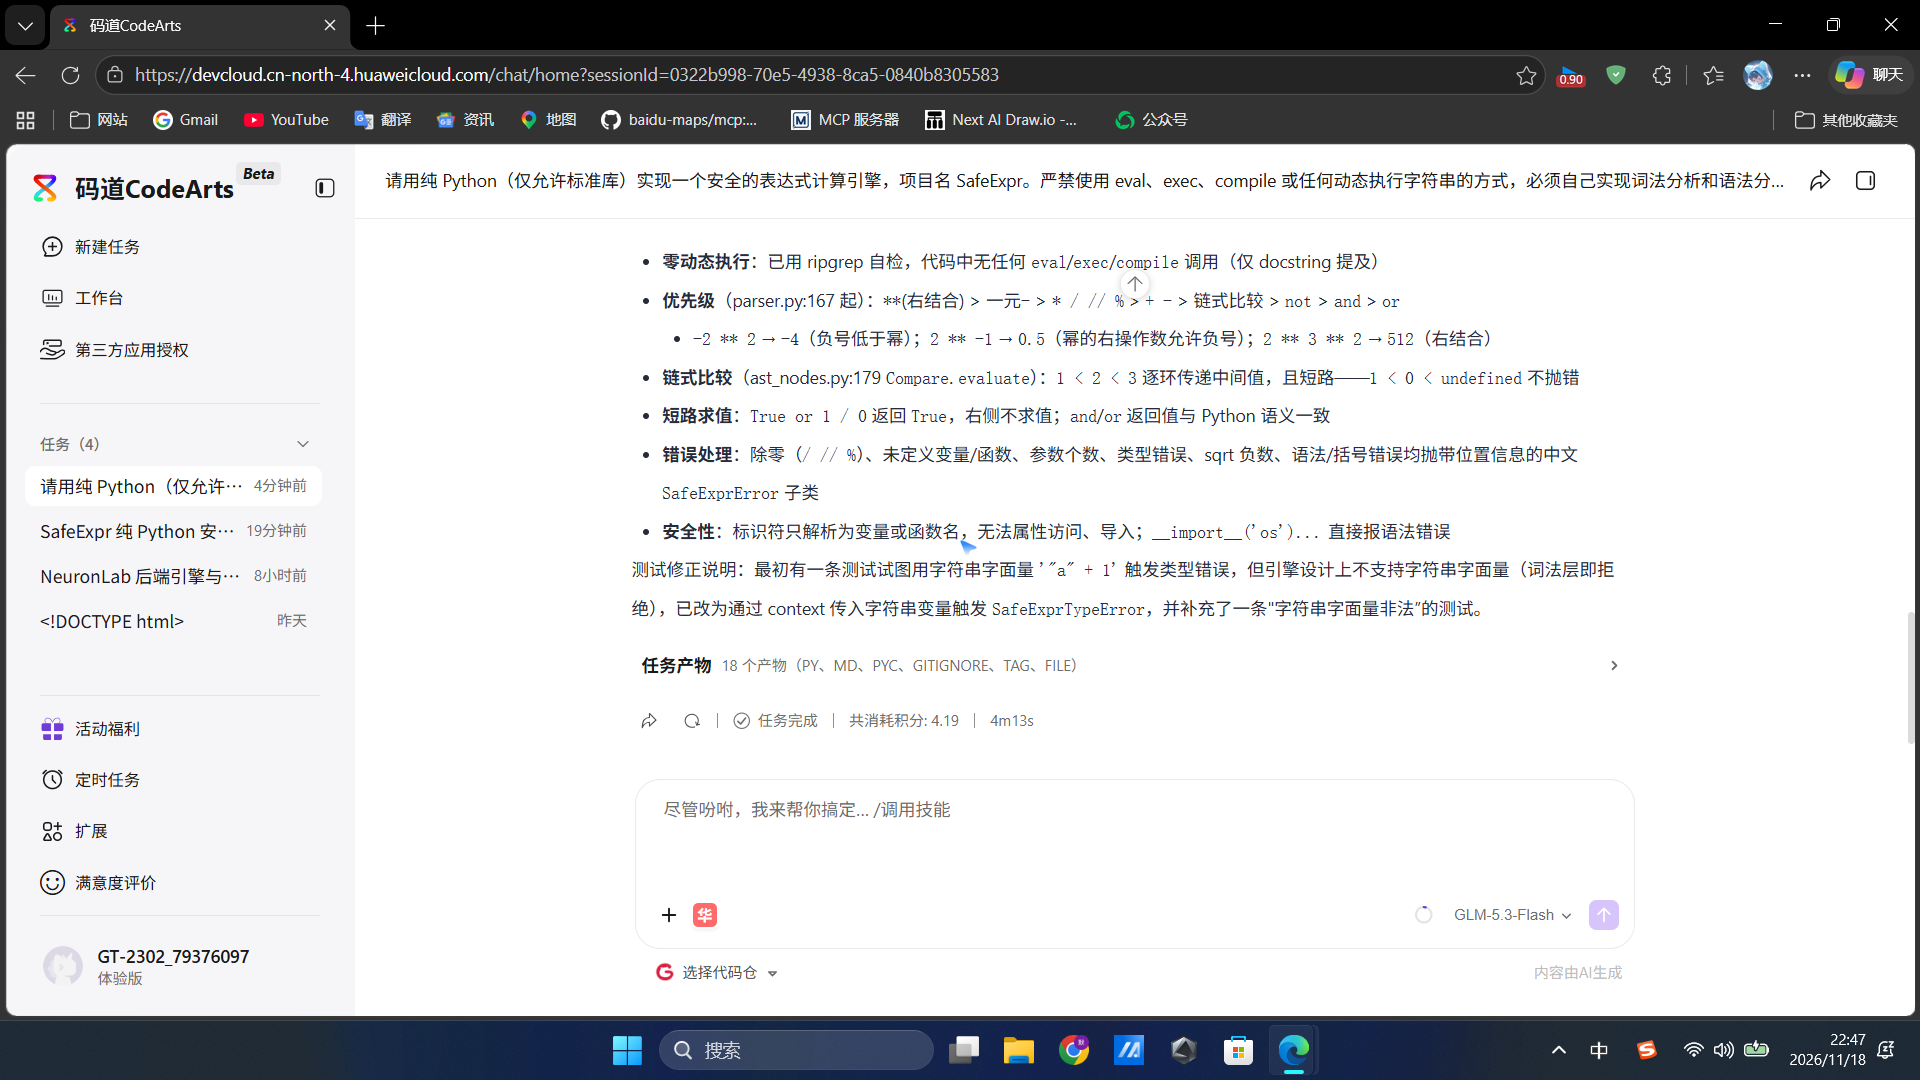 码道CodeArts
https://devcloud.cn-north-4.huaweicloud.com/chat/home?sessionId=0322b998-70e5-4938-8ca5-0840b8305583
0.90
聊天
网站
Gmail
YouTube
翻译
资讯
地图
baidu-maps/mcp:...
MCP 服务器
Next AI Draw.io -...
公众号
其他收藏夹
码道CodeArts
Beta
新建任务
工作台
第三方应用授权
任务（4）
请用纯 Python（仅允许··· 4分钟前
SafeExpr 纯 Python 安··· 19分钟前
NeuronLab 后端引擎与··· 8小时前
<!DOCTYPE html> 昨天
活动福利
定时任务
扩展
满意度评价
GT-2302_79376097
体验版
请用纯 Python（仅允许标准库）实现一个安全的表达式计算引擎，项目名 SafeExpr。严禁使用 eval、exec、compile 或任何动态执行字符串的方式，必须自己实现词法分析和语法分...
• 零动态执行：已用 ripgrep 自检，代码中无任何 eval/exec/compile 调用（仅 docstring 提及）
• 优先级（parser.py:167 起）：**(右结合) > 一元- > * / // % > + - > 链式比较 > not > and > or
• -2 ** 2 → -4（负号低于幂）；2 ** -1 → 0.5（幂的右操作数允许负号）；2 ** 3 ** 2 → 512（右结合）
• 链式比较（ast_nodes.py:179 Compare.evaluate）：1 < 2 < 3 逐环传递中间值，且短路——1 < 0 < undefined 不抛错
• 短路求值：True or 1 / 0 返回 True，右侧不求值；and/or 返回值与 Python 语义一致
• 错误处理：除零（/ // %）、未定义变量/函数、参数个数、类型错误、sqrt 负数、语法/括号错误均抛带位置信息的中文
SafeExprError 子类
• 安全性：标识符只解析为变量或函数名，无法属性访问、导入；__import__('os')... 直接报语法错误
测试修正说明：最初有一条测试试图用字符串字面量 '"a" + 1' 触发类型错误，但引擎设计上不支持字符串字面量（词法层即拒
绝），已改为通过 context 传入字符串变量触发 SafeExprTypeError，并补充了一条"字符串字面量非法”的测试。
任务产物 18 个产物（PY、MD、PYC、GITIGNORE、TAG、FILE）
任务完成 | 共消耗积分: 4.19 | 4m13s
尽管吩咐，我来帮你搞定... /调用技能
华
GLM-5.3-Flash
选择代码仓
内容由AI生成
搜索
中
22:47
2026/11/18